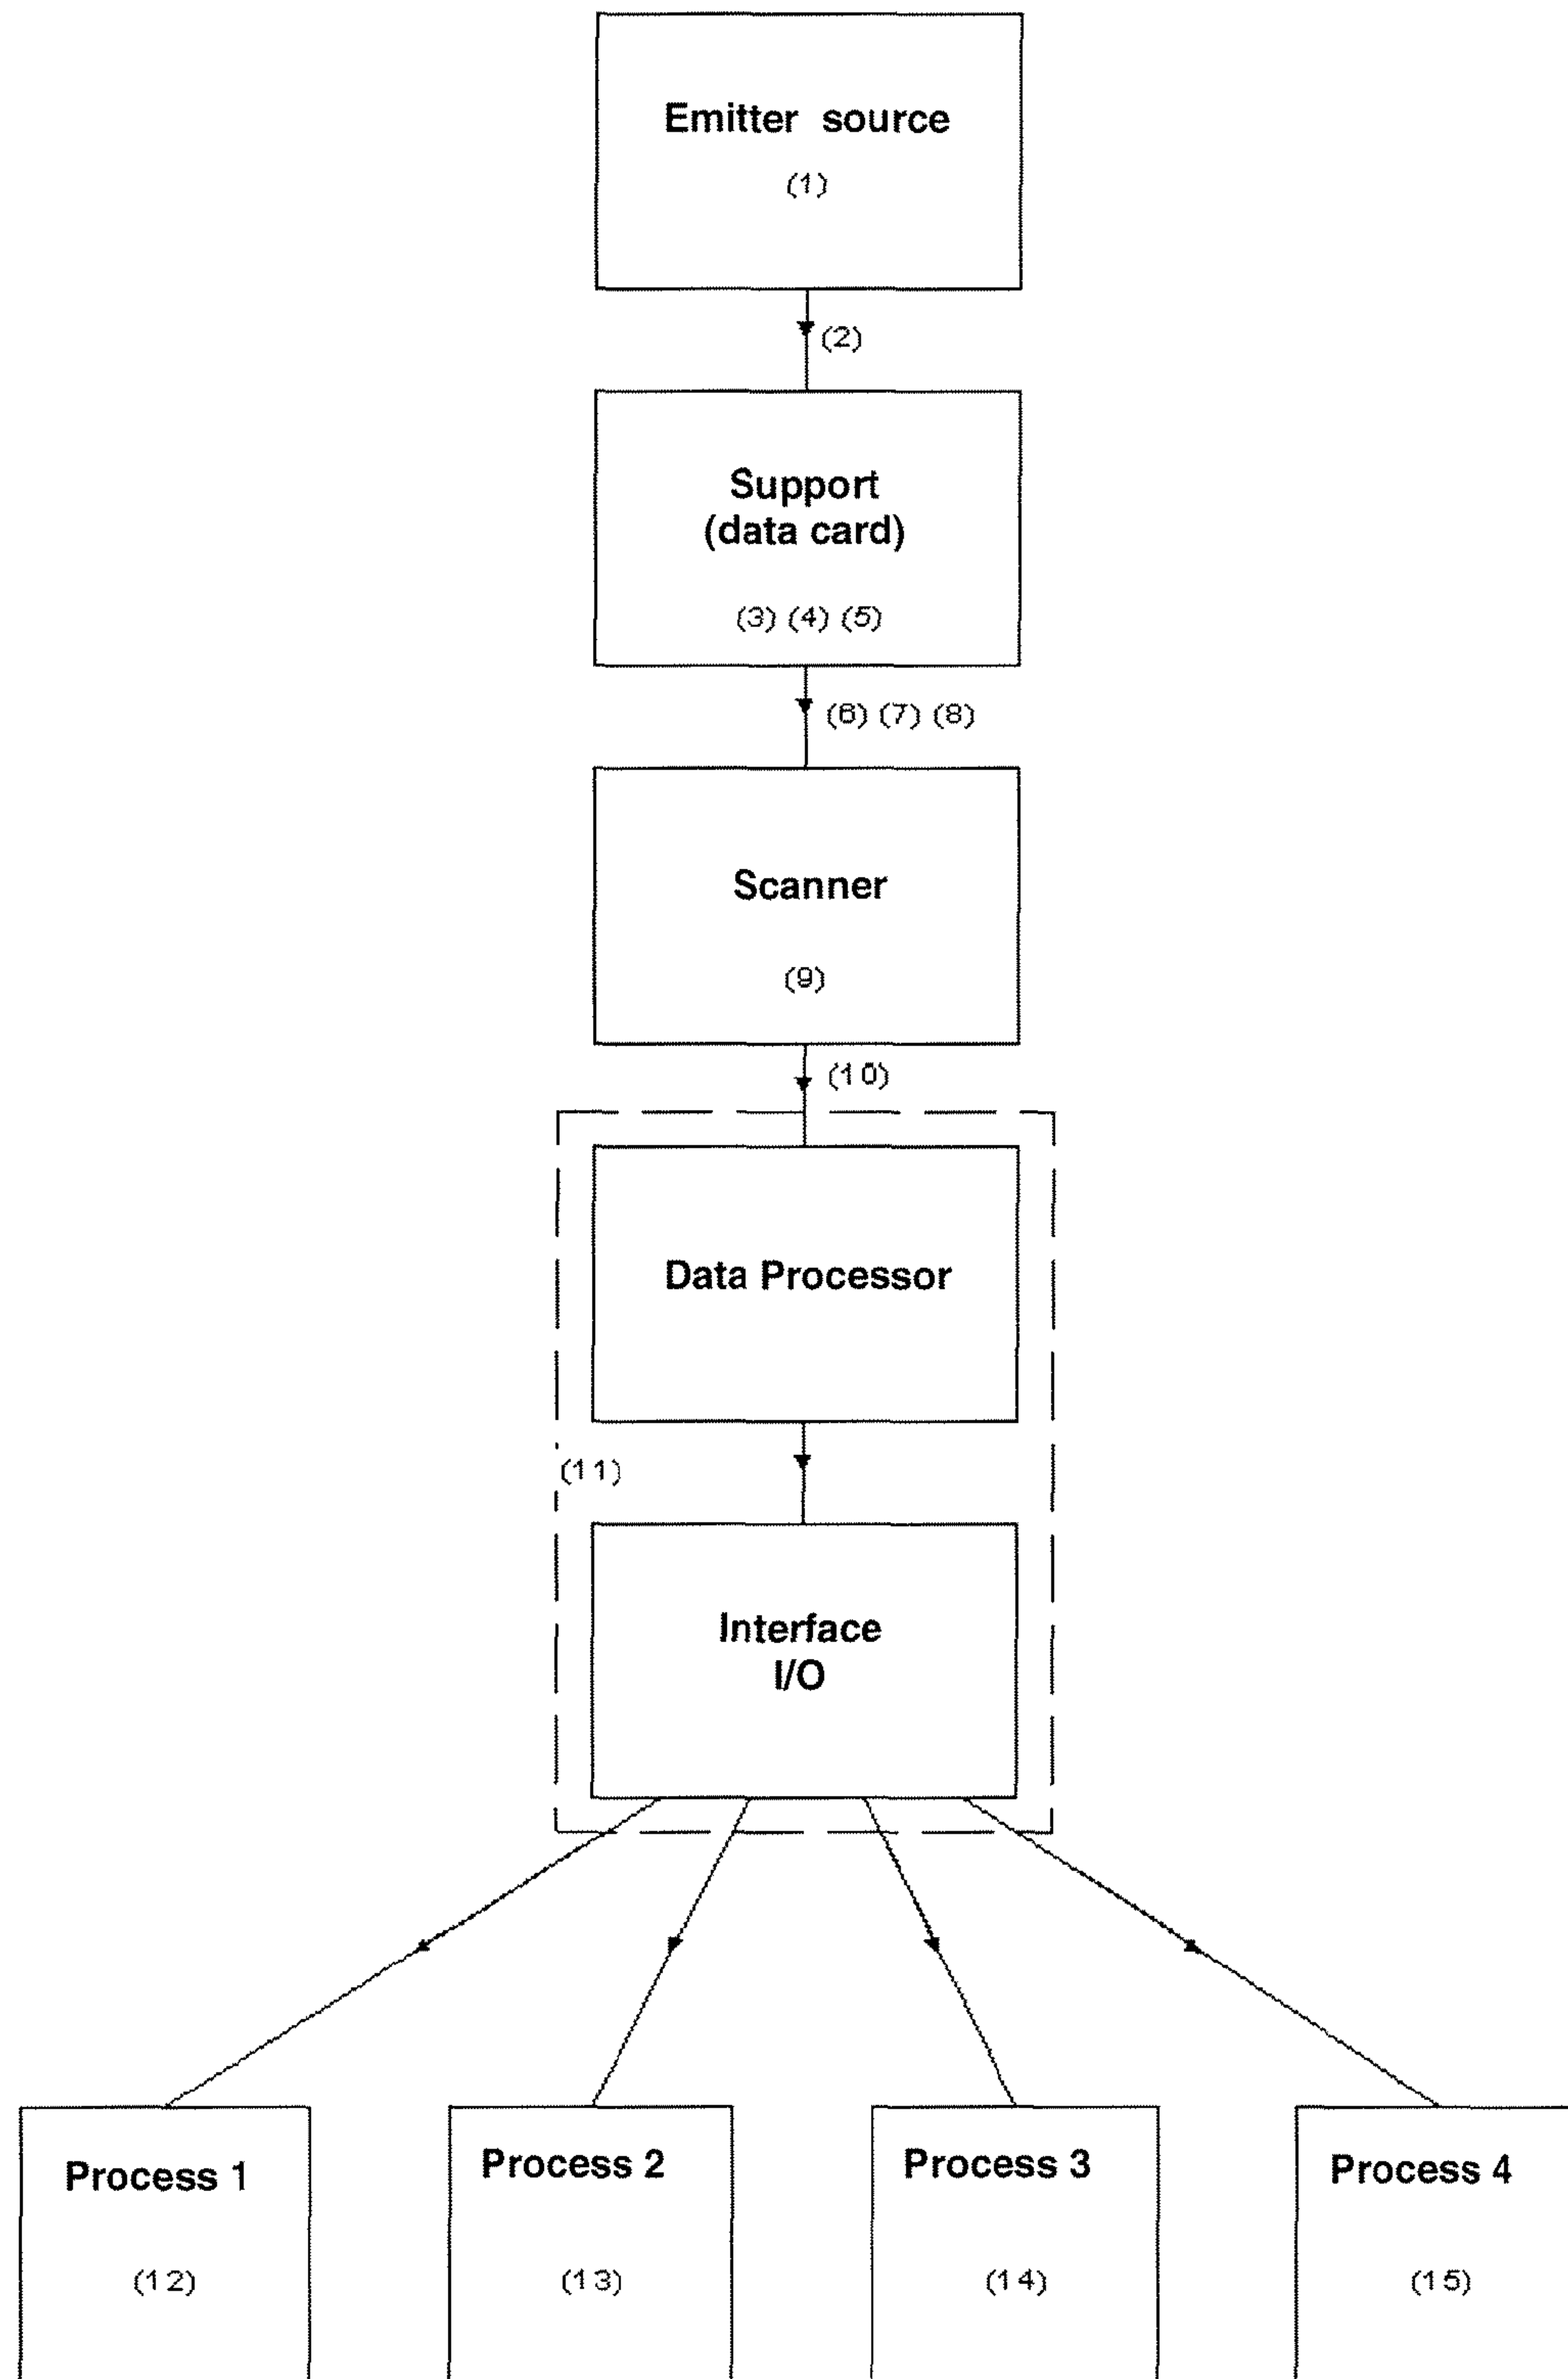 Emitter source
(1)
(2)
Support
(data card)
(3) (4) (5)
(6) (7) (8)
Scanner
(9)
(10)
Data Processor
(11)
Interface
I/O
Process 1
Process 2
Process 3
Process 4
(12)
(13)
(14)
(15)